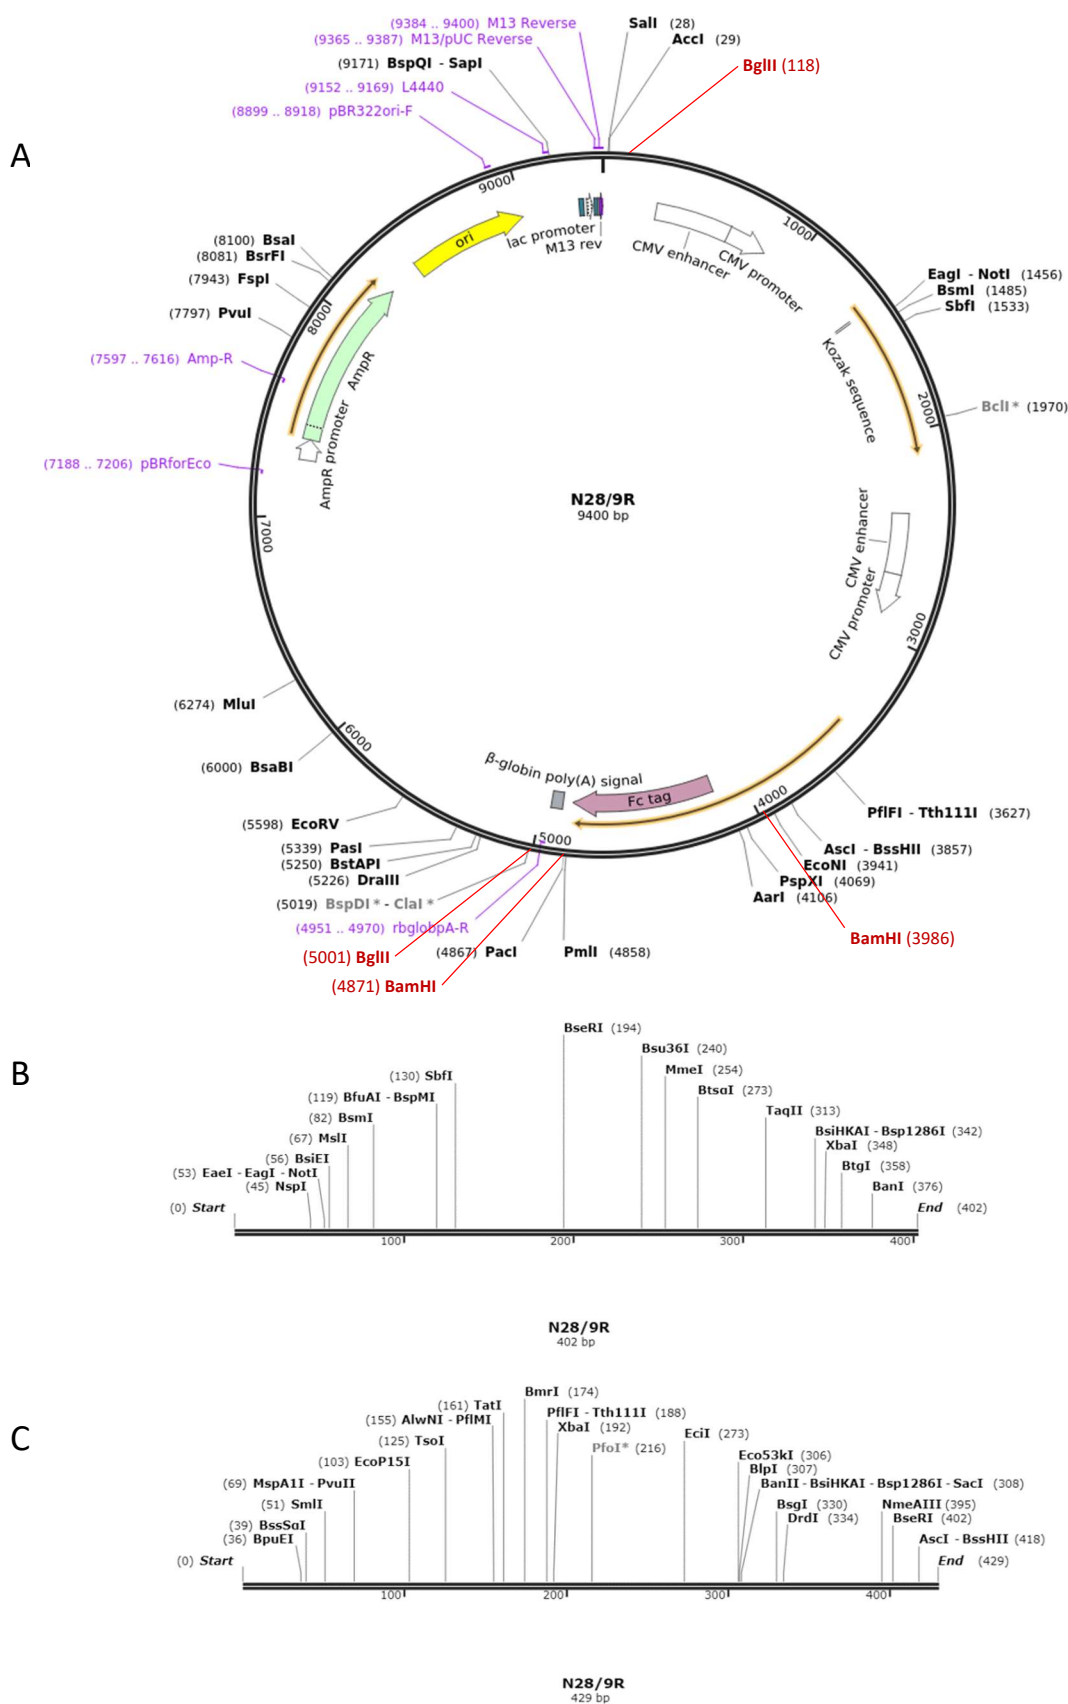 A
(9384 .. 9400) M13 Reverse
(9365 .. 9387) M13/pUC Reverse
(9171) BspQI - SapI
(9152 .. 9169) L4440
(8899 .. 8918) pBR322ori-F
SalI (28)
AccI (29)
BglII (118)
9000
1000
ori
lac promoter
M13 rev
CMV enhancer
CMV promoter
(8100) BsaI
(8081) BsrFI
(7943) FspI
(7797) PvuI
8000
(7597 .. 7616) Amp-R
AmpR
AmpR promoter
(7188 .. 7206) pBRforEco
7000
EagI - NotI (1456)
BsmI (1485)
SbfI (1533)
Kozak sequence
2000
BclI * (1970)
N28/9R
9400 bp
CMV enhancer
CMV promoter
3000
(6274) MluI
6000
(6000) BsaBI
β-globin poly(A) signal
Fc tag
4000
5000
(5598) EcoRV
(5339) PasI
(5250) BstAPI
(5226) DraIII
(5019) BspDI * - ClaI *
(4951 .. 4970) rbglobpA-R
(5001) BglII
(4867) PacI
(4871) BamHI
PmlI (4858)
PflFI - Tth111I (3627)
AscI - BssHII (3857)
EcoNI (3941)
PspXI (4069)
AarI (4106)
BamHI (3986)
B
BseRI (194)
Bsu36I (240)
MmeI (254)
(130) SbfI
BtsαI (273)
(119) BfuAI - BspMI
TaqII (313)
(82) BsmI
BsiHKAI - Bsp1286I (342)
(67) MslI
XbaI (348)
(56) BsiEI
BtgI (358)
(53) EaeI - EagI - NotI
(45) NspI
BanI (376)
(0) Start
End (402)
100 200 300 400
N28/9R
402 bp
C
BmrI (174)
(161) TatI
PflFI - Tth111I (188)
(155) AlwNI - PflMI
XbaI (192)
(125) TsoI
EciI (273)
PfoI* (216)
(103) EcoP15I
Eco53kI (306)
BlpI (307)
(69) MspA1I - PvuII
BanII - BsiHKAI - Bsp1286I - SacI (308)
(51) SmlI
BsgI (330)
NmeAIII (395)
(39) BssSαI
DrdI (334)
BseRI (402)
(36) BpuEI
AscI - BssHII (418)
(0) Start
End (429)
100 200 300 400
N28/9R
429 bp